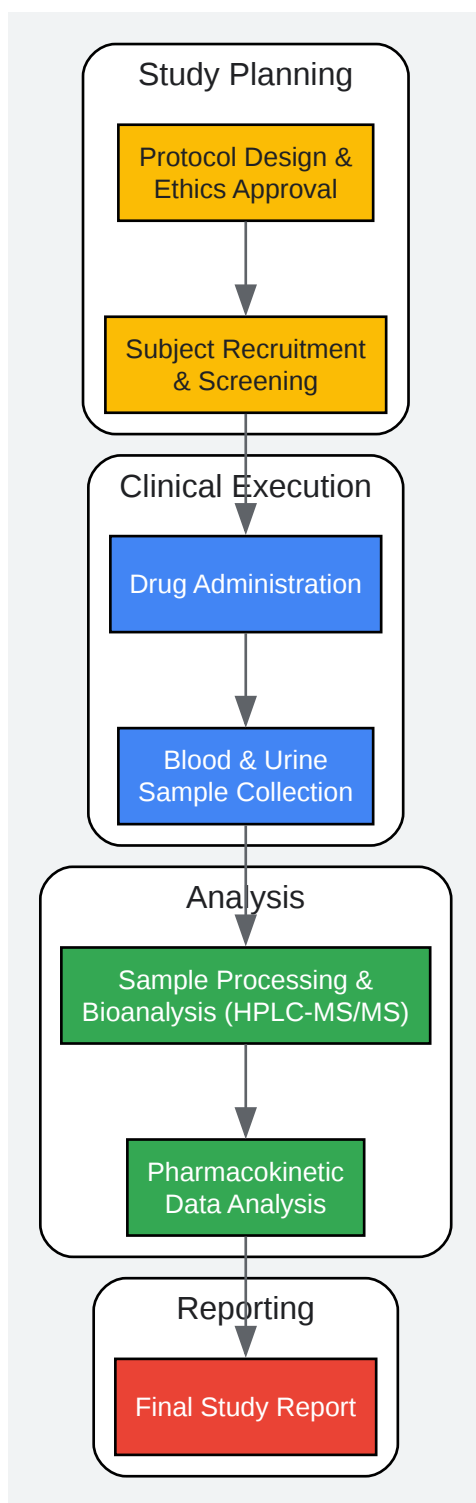 Study Planning
Protocol Design &
Ethics Approval
Subject Recruitment
& Screening
Clinical Execution
Drug Administration
Blood & Urine
Sample Collection
Analysis
Sample Processing &
Bioanalysis (HPLC-MS/MS)
Pharmacokinetic
Data Analysis
Reporting
Final Study Report